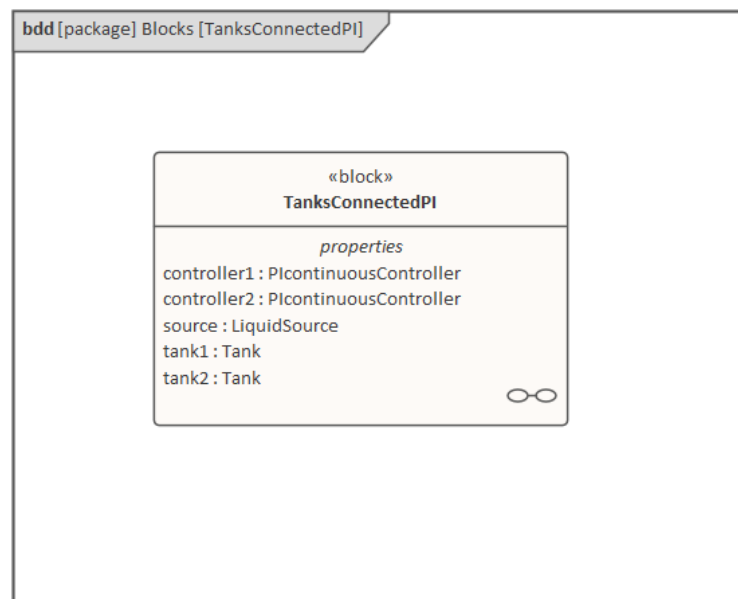 bdd [package] Blocks [TanksConnectedPI]
«block»
TanksConnectedPI
properties
controller1 : PIcontinuousController
controller2 : PIcontinuousController
source : LiquidSource
tank1 : Tank
tank2 : Tank